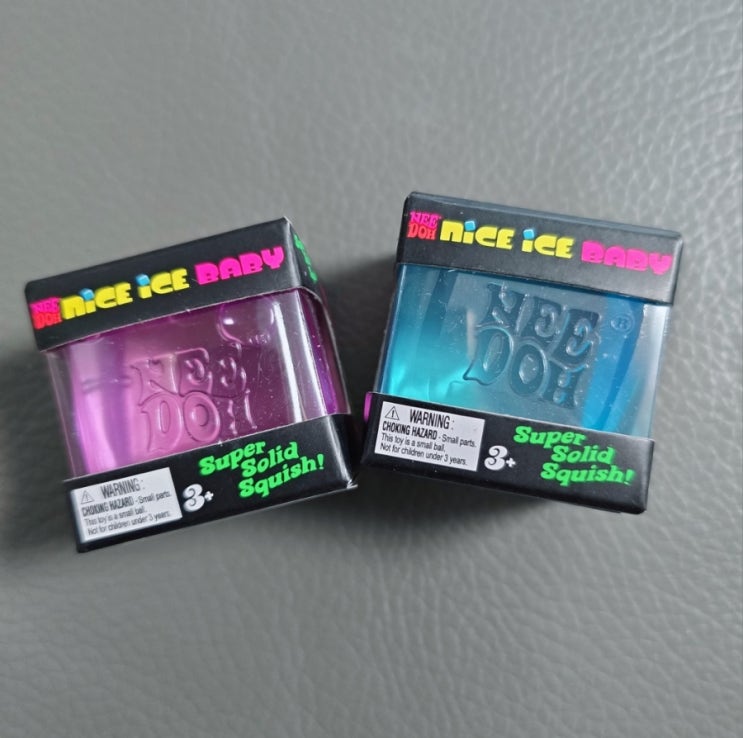 NEE
DOH
NICE ICE BABY
NEE
DOH
WARNING:
CHOKING HAZARD - Small parts.
This toy is a small ball.
Not for children under 3 years.
3+
Super
Solid
Squish!
NEE
DOH
NICE ICE BABY
NEE
DOH
®
WARNING:
CHOKING HAZARD - Small parts.
This toy is a small ball.
Not for children under 3 years.
3+
Super
Solid
Squish!